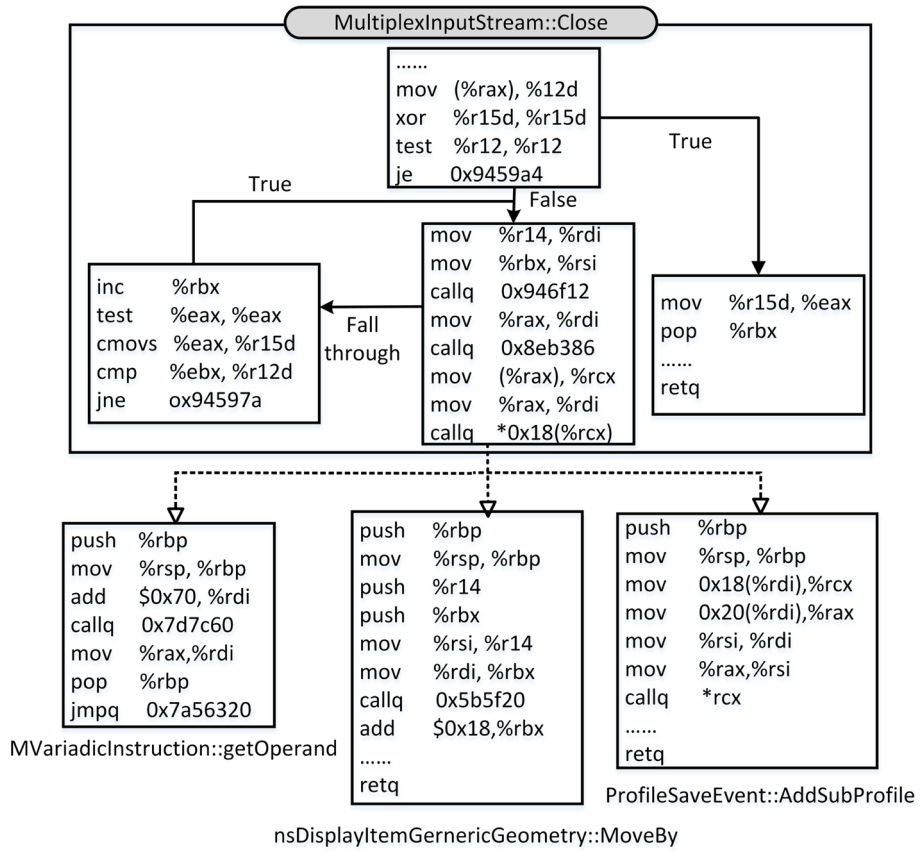 MultiplexInputStream::Close
......
mov (%rax), %12d
xor %r15d, %r15d
test %r12, %r12
je 0x9459a4
True
True
False
mov %r14, %rdi
mov %rbx, %rsi
callq 0x946f12
mov %rax, %rdi
callq 0x8eb386
mov (%rax), %rcx
mov %rax, %rdi
callq *0x18(%rcx)
inc %rbx
test %eax, %eax
cmovs %eax, %r15d
cmp %ebx, %r12d
jne ox94597a
Fall
through
mov %r15d, %eax
pop %rbx
......
retq
push %rbp
mov %rsp, %rbp
add $0x70, %rdi
callq 0x7d7c60
mov %rax,%rdi
pop %rbp
jmpq 0x7a56320
MVariadicInstruction::getOperand
push %rbp
mov %rsp, %rbp
push %r14
push %rbx
mov %rsi, %r14
mov %rdi, %rbx
callq 0x5b5f20
add $0x18,%rbx
......
retq
nsDisplayItemGernericGeometry::MoveBy
push %rbp
mov %rsp, %rbp
mov 0x18(%rdi),%rcx
mov 0x20(%rdi),%rax
mov %rsi, %rdi
mov %rax,%rsi
callq *rcx
......
retq
ProfileSaveEvent::AddSubProfile